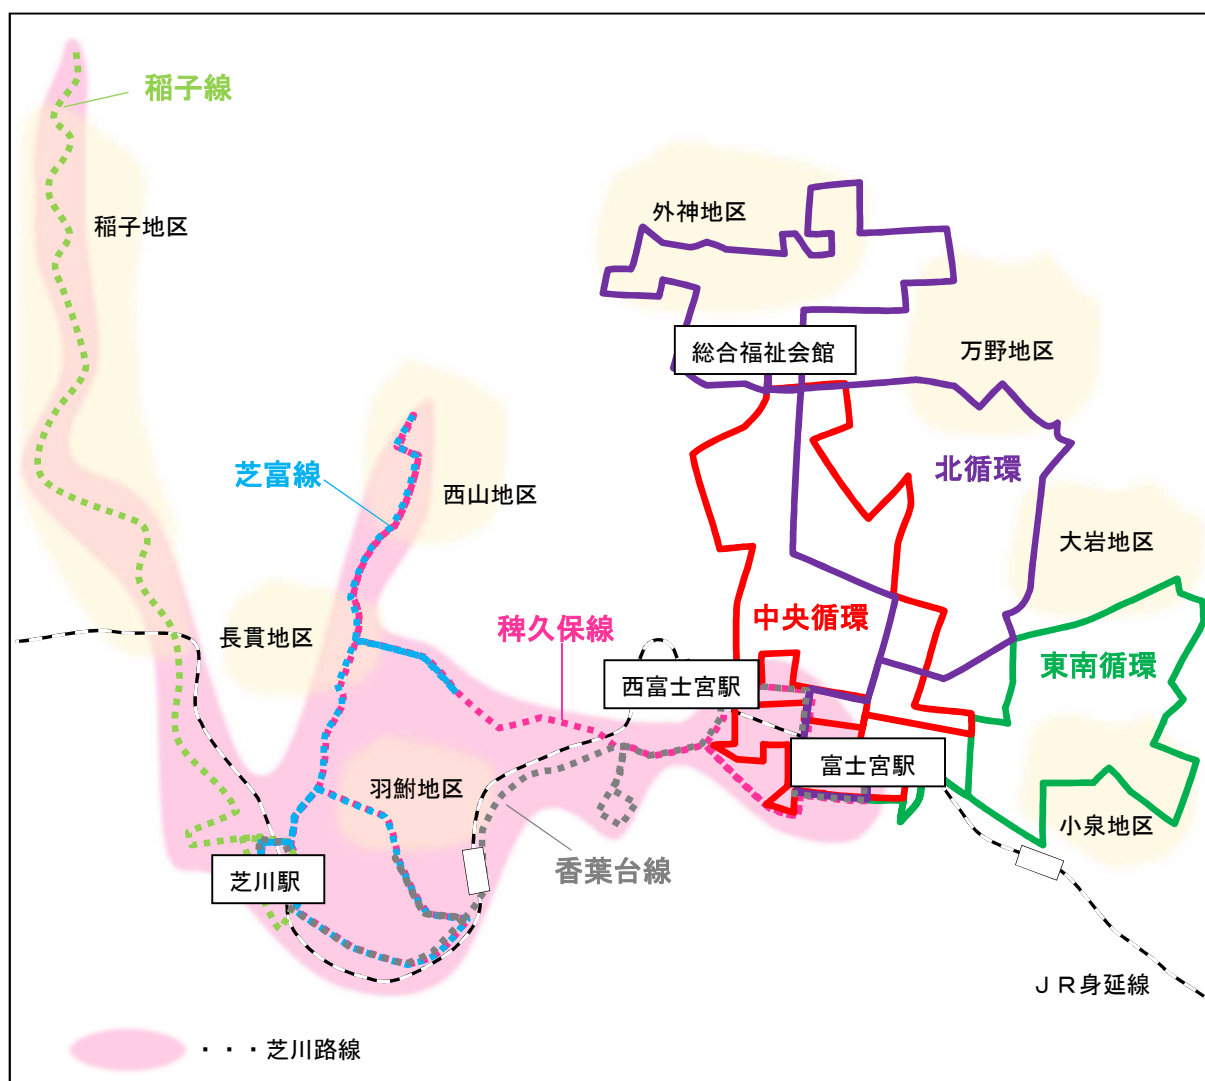 稲子線
稲子地区
外神地区
総合福祉会館
万野地区
芝富線
西山地区
北循環
大岩地区
長貫地区
稗久保線
中央循環
東南循環
西富士宮駅
富士宮駅
羽鮒地区
小泉地区
香葉台線
芝川駅
ＪＲ身延線
・・・芝川路線